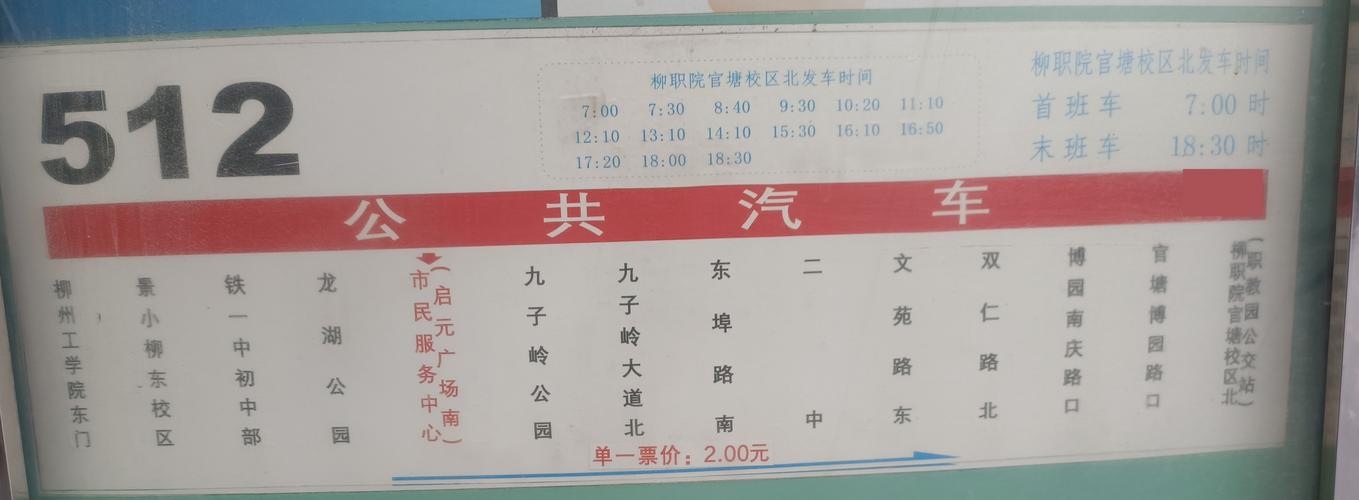 512
柳职院官塘校区北发车时间
7:00 7:30 8:40 9:30 10:20 11:10
12:10 13:10 14:10 15:30 16:10 16:50
17:20 18:00 18:30
柳职院官塘校区北发车时间
首班车 7:00时
末班车 18:30时
公共汽车
柳州工学院东门
景小柳东校区
铁一中初中部
龙湖公园
市民服务中心
(启元广场南)
九子岭公园
九子岭大道北
东埠路南
二中
文苑路东
双仁路北
博园南庆路口
官塘博园路口
柳职院官塘校区北
(职教园公交站)
单一票价：2.00元